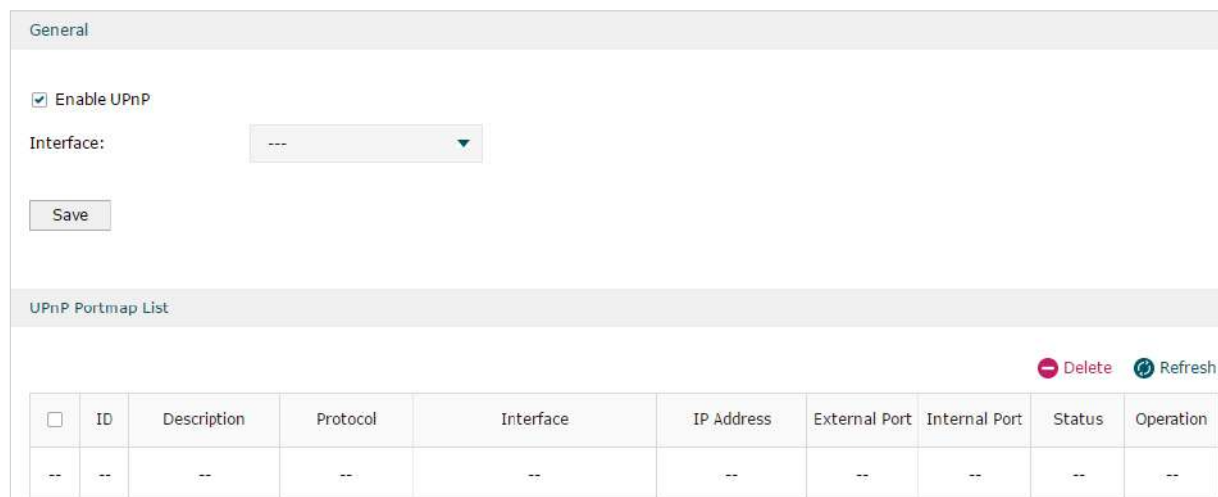 General
Enable UPnP
Interface: ---
Save
UPnP Portmap List
Delete Refresh
ID Description Protocol Interface IP Address External Port Internal Port Status Operation
-- -- -- -- -- -- -- -- -- --